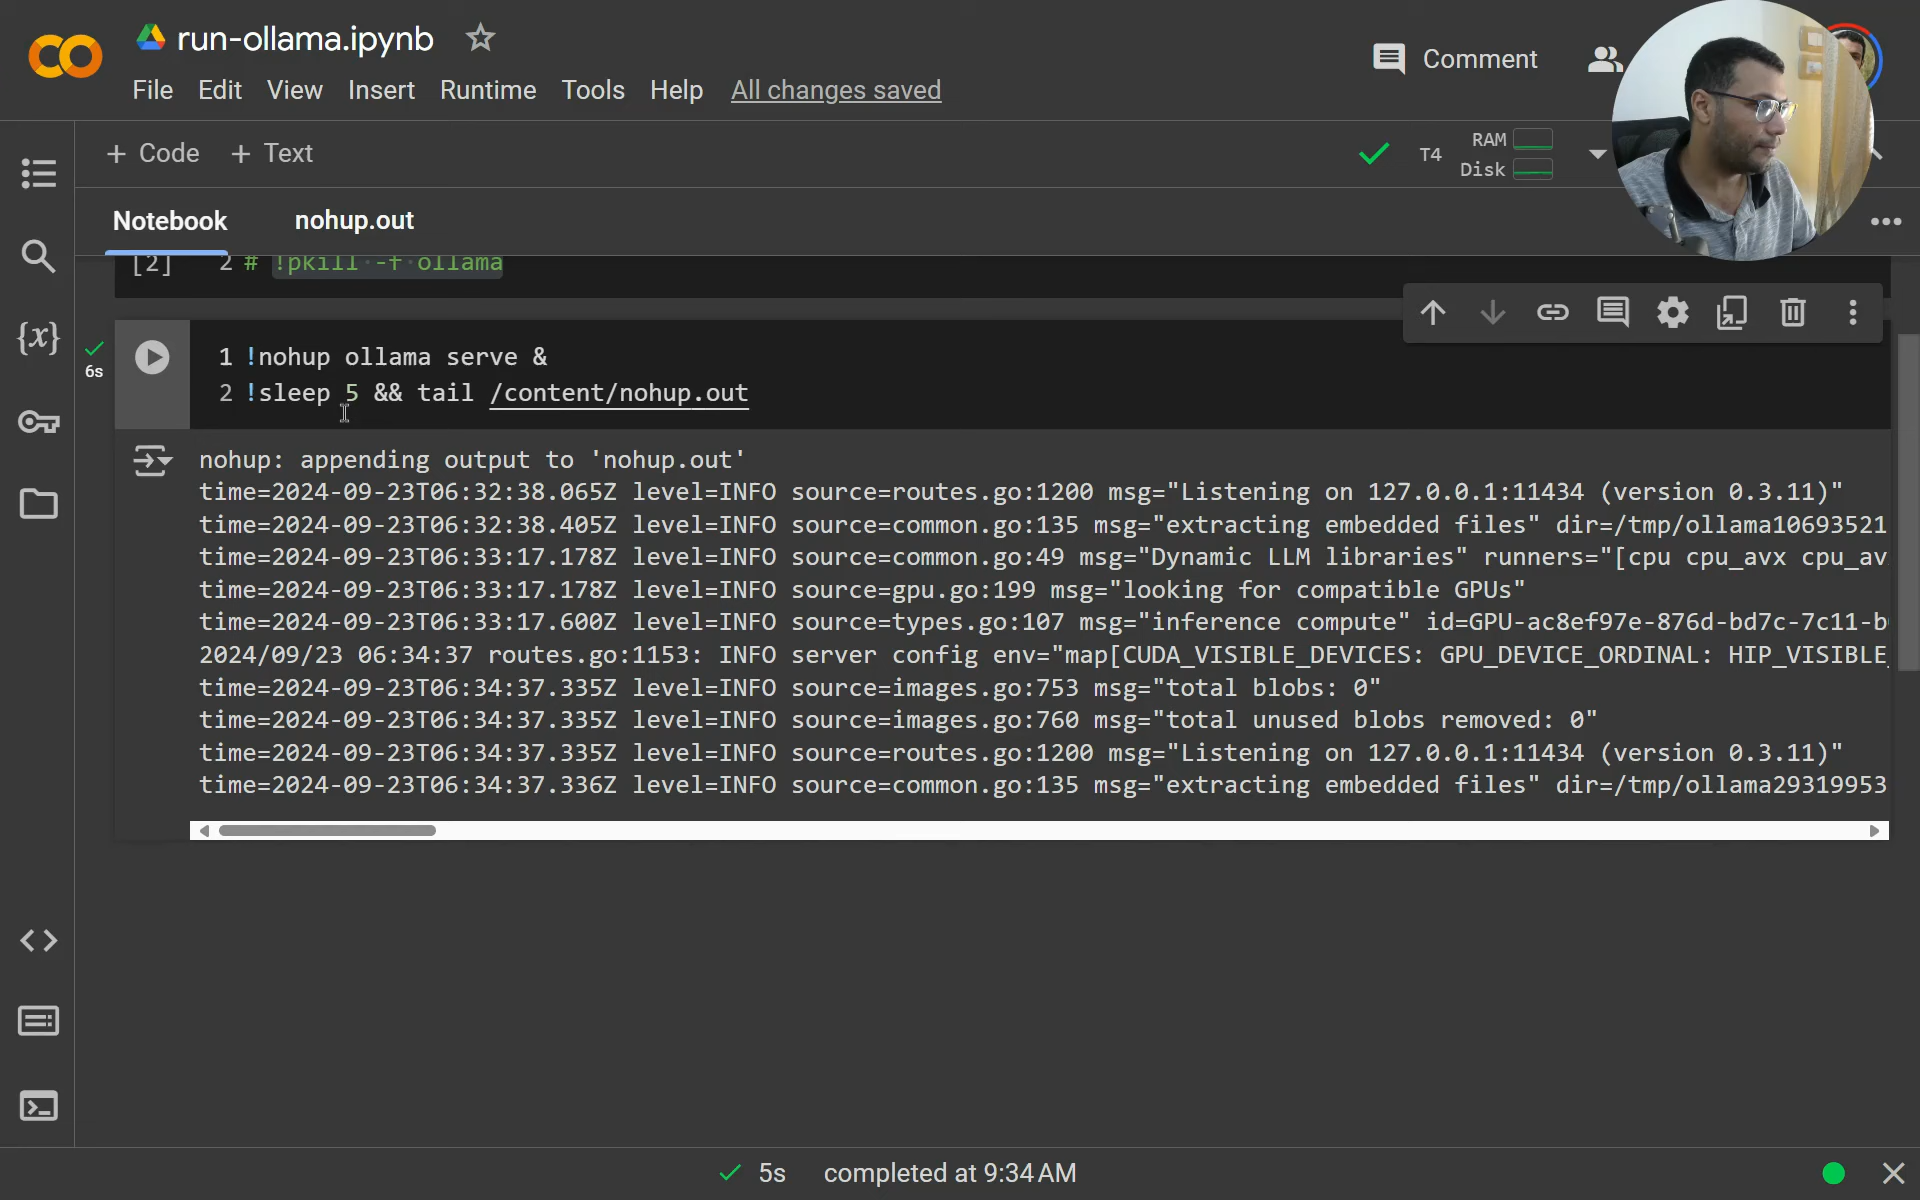 run-ollama.ipynb
File Edit View Insert Runtime Tools Help All changes saved
Comment
+ Code + Text
T4
RAM
Disk
Notebook nohup.out
[2] 2 # !pkill -f ollama
6s
1 !nohup ollama serve &
2 !sleep 5 && tail /content/nohup.out
nohup: appending output to 'nohup.out'
time=2024-09-23T06:32:38.065Z level=INFO source=routes.go:1200 msg="Listening on 127.0.0.1:11434 (version 0.3.11)"
time=2024-09-23T06:32:38.405Z level=INFO source=common.go:135 msg="extracting embedded files" dir=/tmp/ollama10693521
time=2024-09-23T06:33:17.178Z level=INFO source=common.go:49 msg="Dynamic LLM libraries" runners="[cpu cpu_avx cpu_av
time=2024-09-23T06:33:17.178Z level=INFO source=gpu.go:199 msg="looking for compatible GPUs"
time=2024-09-23T06:33:17.600Z level=INFO source=types.go:107 msg="inference compute" id=GPU-ac8ef97e-876d-bd7c-7c11-b
2024/09/23 06:34:37 routes.go:1153: INFO server config env="map[CUDA_VISIBLE_DEVICES: GPU_DEVICE_ORDINAL: HIP_VISIBLE_
time=2024-09-23T06:34:37.335Z level=INFO source=images.go:753 msg="total blobs: 0"
time=2024-09-23T06:34:37.335Z level=INFO source=images.go:760 msg="total unused blobs removed: 0"
time=2024-09-23T06:34:37.335Z level=INFO source=routes.go:1200 msg="Listening on 127.0.0.1:11434 (version 0.3.11)"
time=2024-09-23T06:34:37.336Z level=INFO source=common.go:135 msg="extracting embedded files" dir=/tmp/ollama29319953
5s completed at 9:34 AM